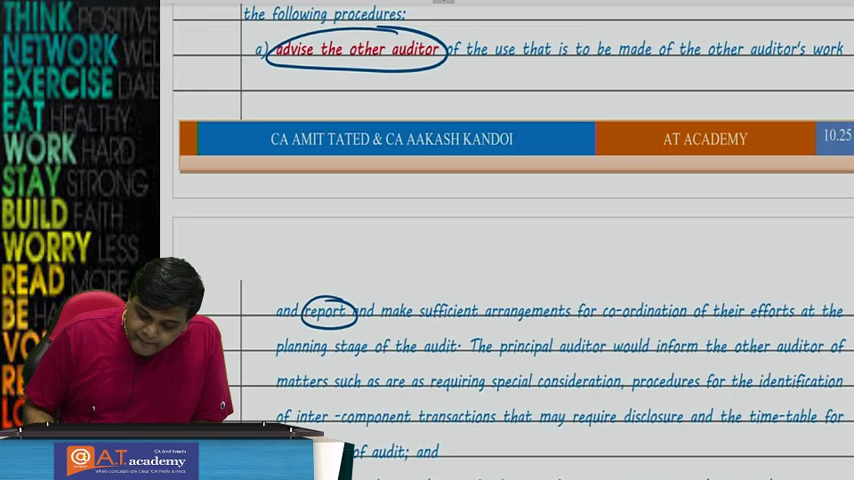 THINK POSITIVE
NETWORK WELL
EXERCISE DAIL
EAT HEALTHY
WORK HARD
STAY STRONG
BUILD FAITH
WORRY LESS
READ MORE
BE
the following procedures:
a) advise the other auditor of the use that is to be made of the other auditor's work
CA AMIT TATED & CA AAKASH KANDOI AT ACADEMY 10.25
and report and make sufficient arrangements for co-ordination of their efforts at the
planning stage of the audit. The principal auditor would inform the other auditor of
matters such as are as requiring special consideration, procedures for the identification
of inter -component transactions that may require disclosure and the time-table for
of audit; and
CA Amit Tated's
@ A.T. academy